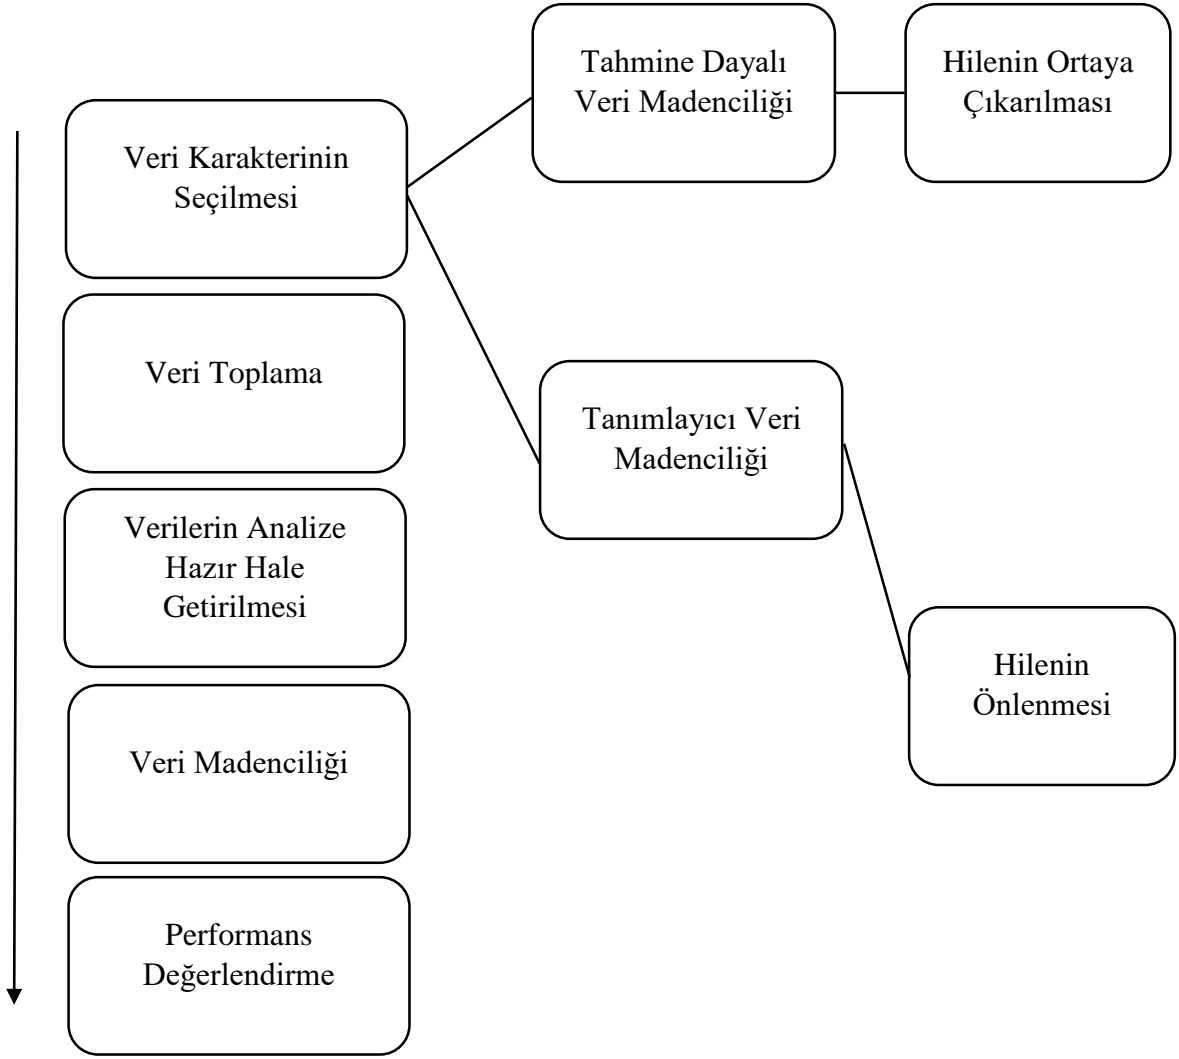 Veri Karakterinin
Seçilmesi
Veri Toplama
Verilerin Analize
Hazır Hale
Getirilmesi
Veri Madenciliği
Performans
Değerlendirme
Tahmine Dayalı
Veri Madenciliği
Tanımlayıcı Veri
Madenciliği
Hilenin Ortaya
Çıkarılması
Hilenin
Önlenmesi